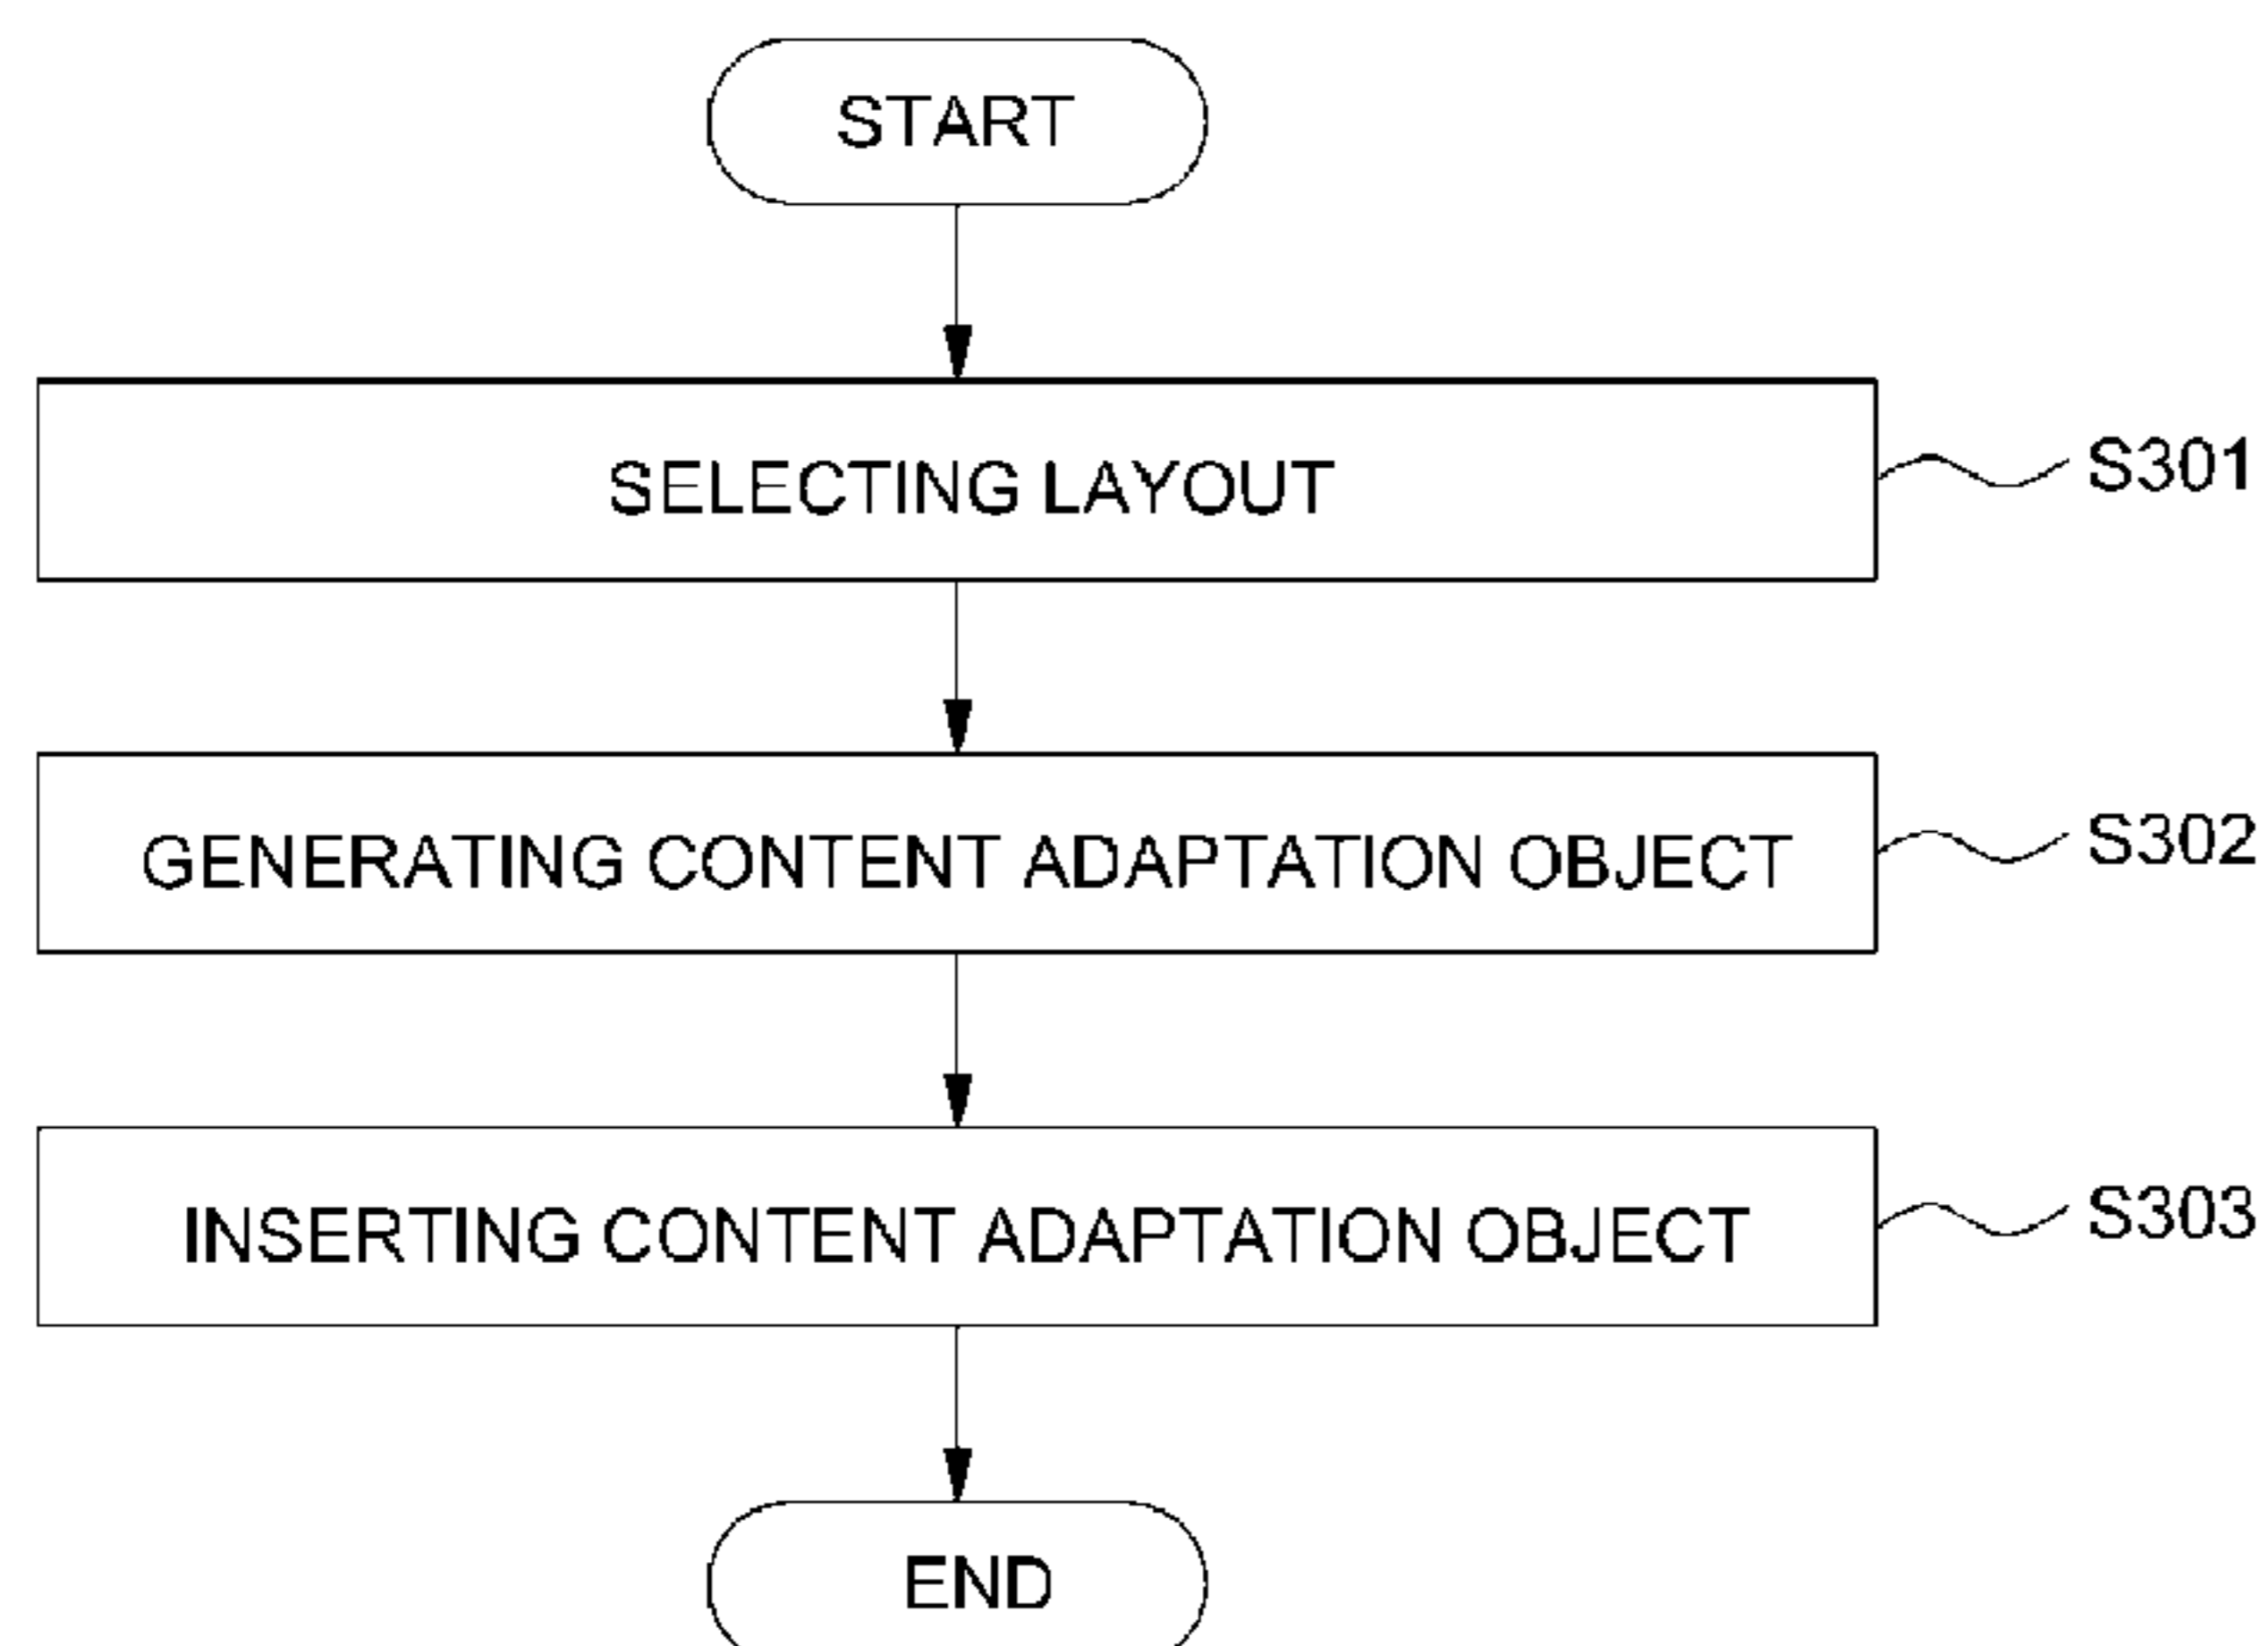 START
SELECTING LAYOUT
S301
GENERATING CONTENT ADAPTATION OBJECT
S302
INSERTING CONTENT ADAPTATION OBJECT
S303
END